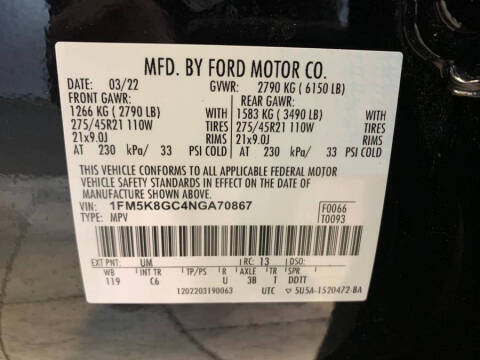 MFD. BY FORD MOTOR CO.
DATE: 03/22 GVWR: 2790 KG ( 6150 LB)
FRONT GAWR: REAR GAWR:
1266 KG ( 2790 LB) WITH 1583 KG ( 3490 LB) WITH
275/45R21 110W TIRES 275/45R21 110W TIRES
21x9.0J RIMS 21x9.0J RIMS
AT 230 kPa/ 33 PSI COLD AT 230 kPa/ 33 PSI COLD
THIS VEHICLE CONFORMS TO ALL APPLICABLE FEDERAL MOTOR
VEHICLE SAFETY STANDARDS IN EFFECT ON THE DATE OF
MANUFACTURE SHOWN ABOVE.
VIN: 1FM5K8GC4NGA70867 F0066
TYPE: MPV T0093
EXT PNT: UM RC: 13 DSO:
WB INT TR TP/PS R AXLE TR SPR
119 C6 U 3B T DDTT
1202203190063 UTC 5U5A-1520472-BA